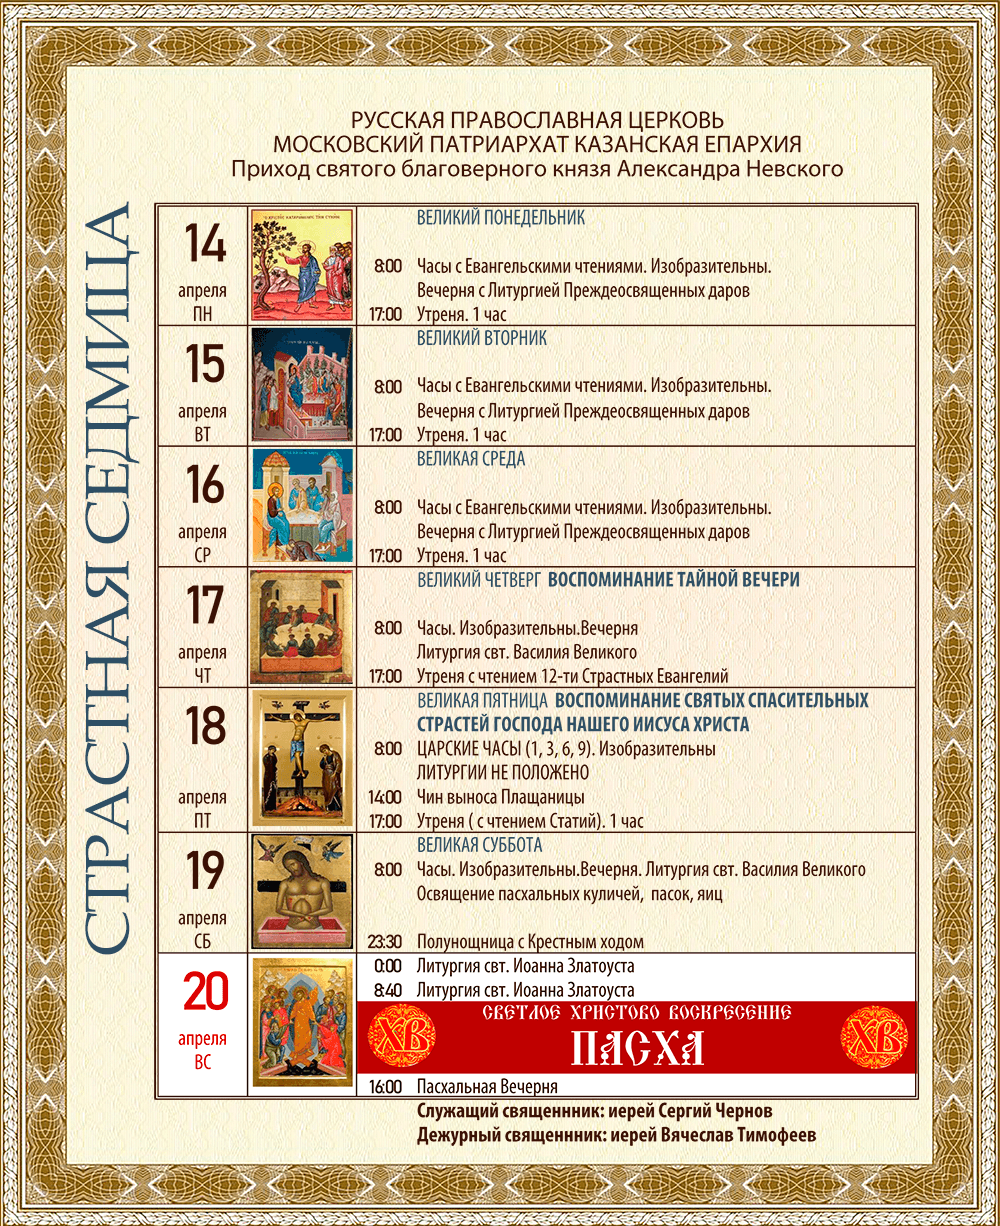 РУССКАЯ ПРАВОСЛАВНАЯ ЦЕРКОВЬ
МОСКОВСКИЙ ПАТРИАРХАТ КАЗАНСКАЯ ЕПАРХИЯ
Приход святого благоверного князя Александра Невского
СТРАСТНАЯ СЕДМИЦА
14
апреля
ПН
ВЕЛИКИЙ ПОНЕДЕЛЬНИК
8:00 Часы с Евангельскими чтениями. Изобразительны.
Вечерня с Литургией Преждеосвященных даров
17:00 Утреня. 1 час
15
апреля
ВТ
ВЕЛИКИЙ ВТОРНИК
8:00 Часы с Евангельскими чтениями. Изобразительны.
Вечерня с Литургией Преждеосвященных даров
17:00 Утреня. 1 час
16
апреля
СР
ВЕЛИКАЯ СРЕДА
8:00 Часы с Евангельскими чтениями. Изобразительны.
Вечерня с Литургией Преждеосвященных даров
17:00 Утреня. 1 час
17
апреля
ЧТ
ВЕЛИКИЙ ЧЕТВЕРГ ВОСПОМИНАНИЕ ТАЙНОЙ ВЕЧЕРИ
8:00 Часы. Изобразительны.Вечерня
Литургия свт. Василия Великого
17:00 Утреня с чтением 12-ти Страстных Евангелий
18
апреля
ПТ
ВЕЛИКАЯ ПЯТНИЦА ВОСПОМИНАНИЕ СВЯТЫХ СПАСИТЕЛЬНЫХ
СТРАСТЕЙ ГОСПОДА НАШЕГО ИИСУСА ХРИСТА
8:00 ЦАРСКИЕ ЧАСЫ (1, 3, 6, 9). Изобразительны
ЛИТУРГИИ НЕ ПОЛОЖЕНО
14:00 Чин выноса Плащаницы
17:00 Утреня ( с чтением Статий). 1 час
19
апреля
СБ
ВЕЛИКАЯ СУББОТА
8:00 Часы. Изобразительны.Вечерня. Литургия свт. Василия Великого
Освящение пасхальных куличей, пасок, яиц
23:30 Полунощница с Крестным ходом
20
апреля
ВС
0:00 Литургия свт. Иоанна Златоуста
8:40 Литургия свт. Иоанна Златоуста
ХВ
СВЕТЛОЕ ХРИСТОВО ВОСКРЕСЕНИЕ
ПАСХА
ХВ
16:00 Пасхальная Вечерня
Служащий священнник: иерей Сергий Чернов
Дежурный священнник: иерей Вячеслав Тимофеев